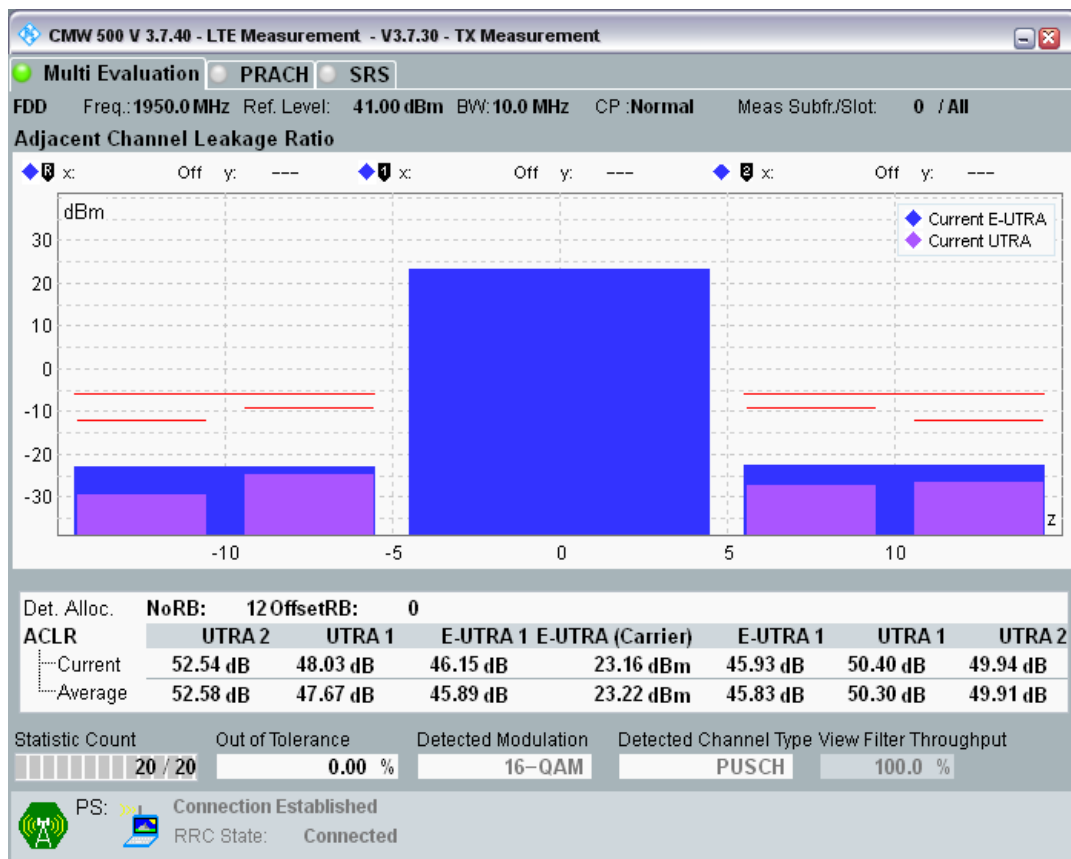 CMW 500 V 3.7.40 - LTE Measurement - V3.7.30 - TX Measurement
Multi Evaluation PRACH SRS
FDD Freq.:1950.0 MHz Ref. Level: 41.00 dBm BW:10.0 MHz CP :Normal Meas Subfr./Slot: 0 / All
Adjacent Channel Leakage Ratio
R x: Off y: --- 1 x: Off y: --- 2 x: Off y: ---
dBm
Current E-UTRA
Current UTRA
30
20
10
0
-10
-20
-30
z
-10 -5 0 5 10
Det. Alloc. NoRB: 12 OffsetRB: 0
ACLR UTRA 2 UTRA 1 E-UTRA 1 E-UTRA (Carrier) E-UTRA 1 UTRA 1 UTRA 2
Current 52.54 dB 48.03 dB 46.15 dB 23.16 dBm 45.93 dB 50.40 dB 49.94 dB
Average 52.58 dB 47.67 dB 45.89 dB 23.22 dBm 45.83 dB 50.30 dB 49.91 dB
Statistic Count Out of Tolerance Detected Modulation Detected Channel Type View Filter Throughput
20 / 20 0.00 % 16-QAM PUSCH 100.0 %
PS: Connection Established
RRC State: Connected